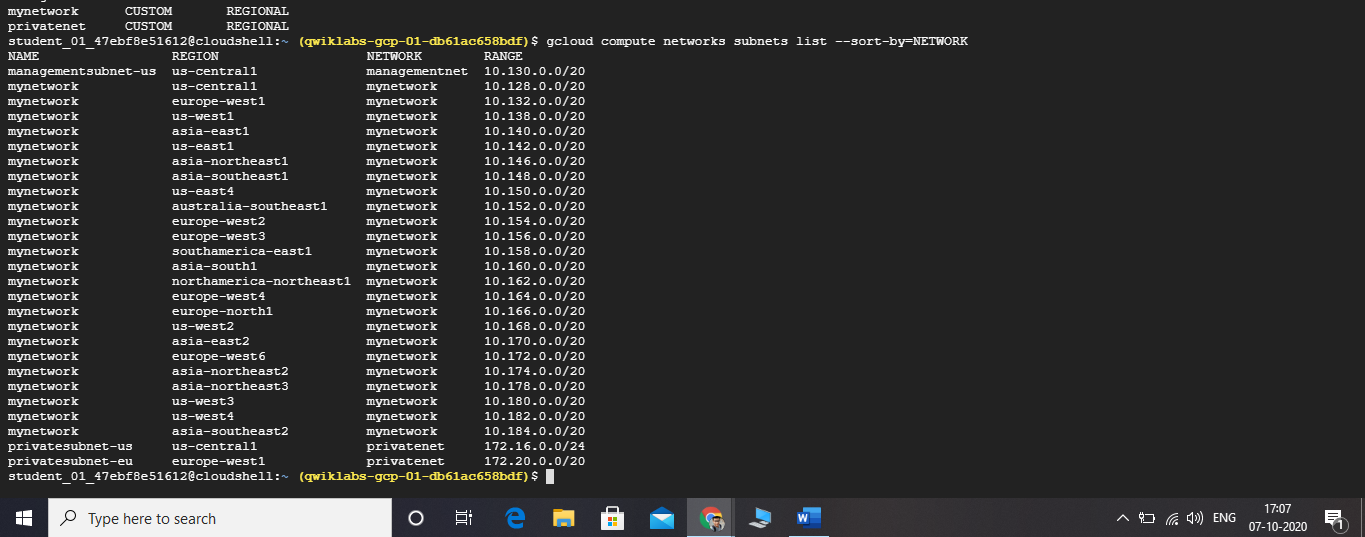 mynetwork CUSTOM REGIONAL
privatenet CUSTOM REGIONAL
student_01_47ebf8e51612@cloudshell:~ (qwiklabs-gcp-01-db61ac658bdf)$ gcloud compute networks subnets list --sort-by=NETWORK
NAME REGION NETWORK RANGE
managementsubnet-us us-central1 managementnet 10.130.0.0/20
mynetwork us-central1 mynetwork 10.128.0.0/20
mynetwork europe-west1 mynetwork 10.132.0.0/20
mynetwork us-west1 mynetwork 10.138.0.0/20
mynetwork asia-east1 mynetwork 10.140.0.0/20
mynetwork us-east1 mynetwork 10.142.0.0/20
mynetwork asia-northeast1 mynetwork 10.146.0.0/20
mynetwork asia-southeast1 mynetwork 10.148.0.0/20
mynetwork us-east4 mynetwork 10.150.0.0/20
mynetwork australia-southeast1 mynetwork 10.152.0.0/20
mynetwork europe-west2 mynetwork 10.154.0.0/20
mynetwork europe-west3 mynetwork 10.156.0.0/20
mynetwork southamerica-east1 mynetwork 10.158.0.0/20
mynetwork asia-south1 mynetwork 10.160.0.0/20
mynetwork northamerica-northeast1 mynetwork 10.162.0.0/20
mynetwork europe-west4 mynetwork 10.164.0.0/20
mynetwork europe-north1 mynetwork 10.166.0.0/20
mynetwork us-west2 mynetwork 10.168.0.0/20
mynetwork asia-east2 mynetwork 10.170.0.0/20
mynetwork europe-west6 mynetwork 10.172.0.0/20
mynetwork asia-northeast2 mynetwork 10.174.0.0/20
mynetwork asia-northeast3 mynetwork 10.178.0.0/20
mynetwork us-west3 mynetwork 10.180.0.0/20
mynetwork us-west4 mynetwork 10.182.0.0/20
mynetwork asia-southeast2 mynetwork 10.184.0.0/20
privatesubnet-us us-central1 privatenet 172.16.0.0/24
privatesubnet-eu europe-west1 privatenet 172.20.0.0/20
student_01_47ebf8e51612@cloudshell:~ (qwiklabs-gcp-01-db61ac658bdf)$
Type here to search
ENG
17:07
07-10-2020
1